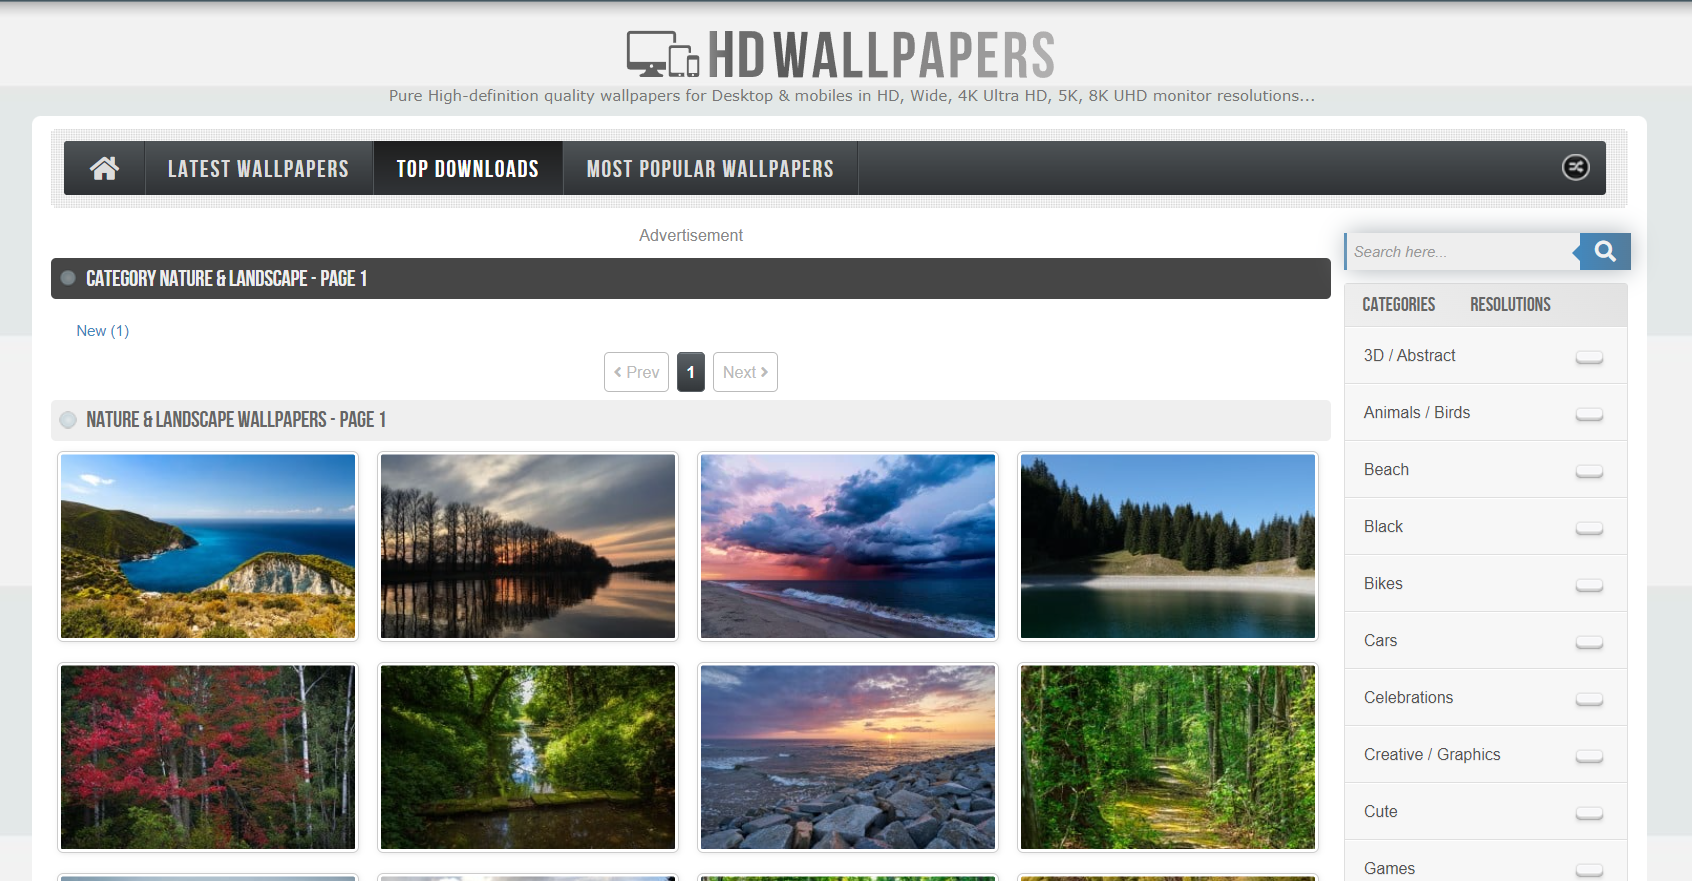 HD WALLPAPERS
Pure High-definition quality wallpapers for Desktop & mobiles in HD, Wide, 4K Ultra HD, 5K, 8K UHD monitor resolutions...
LATEST WALLPAPERS
TOP DOWNLOADS
MOST POPULAR WALLPAPERS
Advertisement
CATEGORY NATURE & LANDSCAPE - PAGE 1
New (1)
Prev
1
Next
NATURE & LANDSCAPE WALLPAPERS - PAGE 1
Search here...
CATEGORIES
RESOLUTIONS
3D / Abstract
Animals / Birds
Beach
Black
Bikes
Cars
Celebrations
Creative / Graphics
Cute
Games